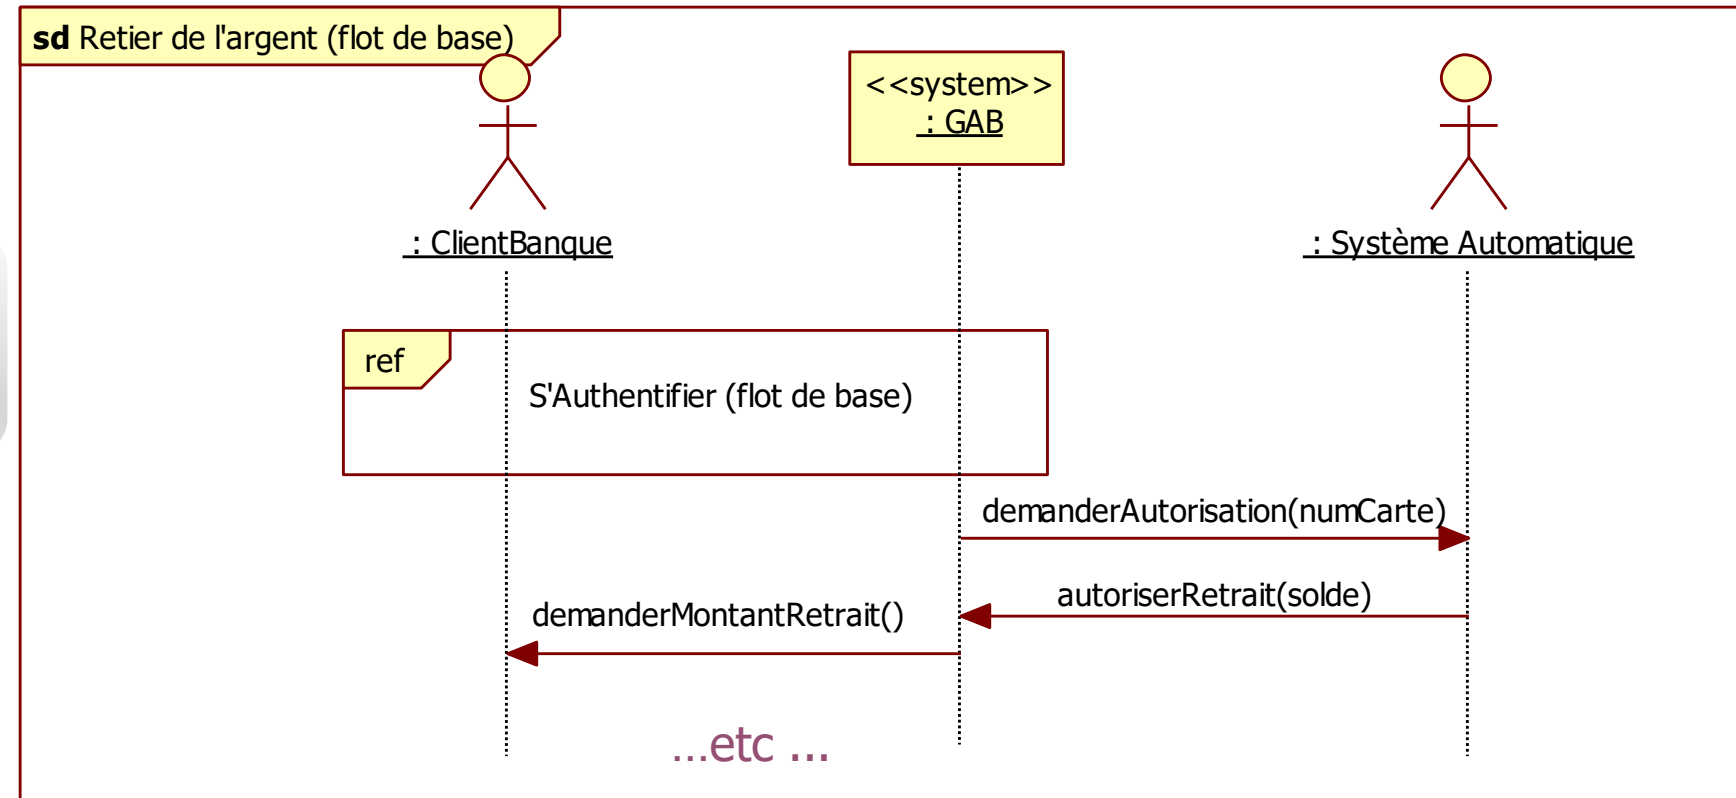 sd Retier de l'argent (flot de base)
<<system>>
: GAB
: ClientBanque
: Système Automatique
ref
S'Authentifier (flot de base)
demanderAutorisation(numCarte)
autoriserRetrait(solde)
demanderMontantRetrait()
...etc ...